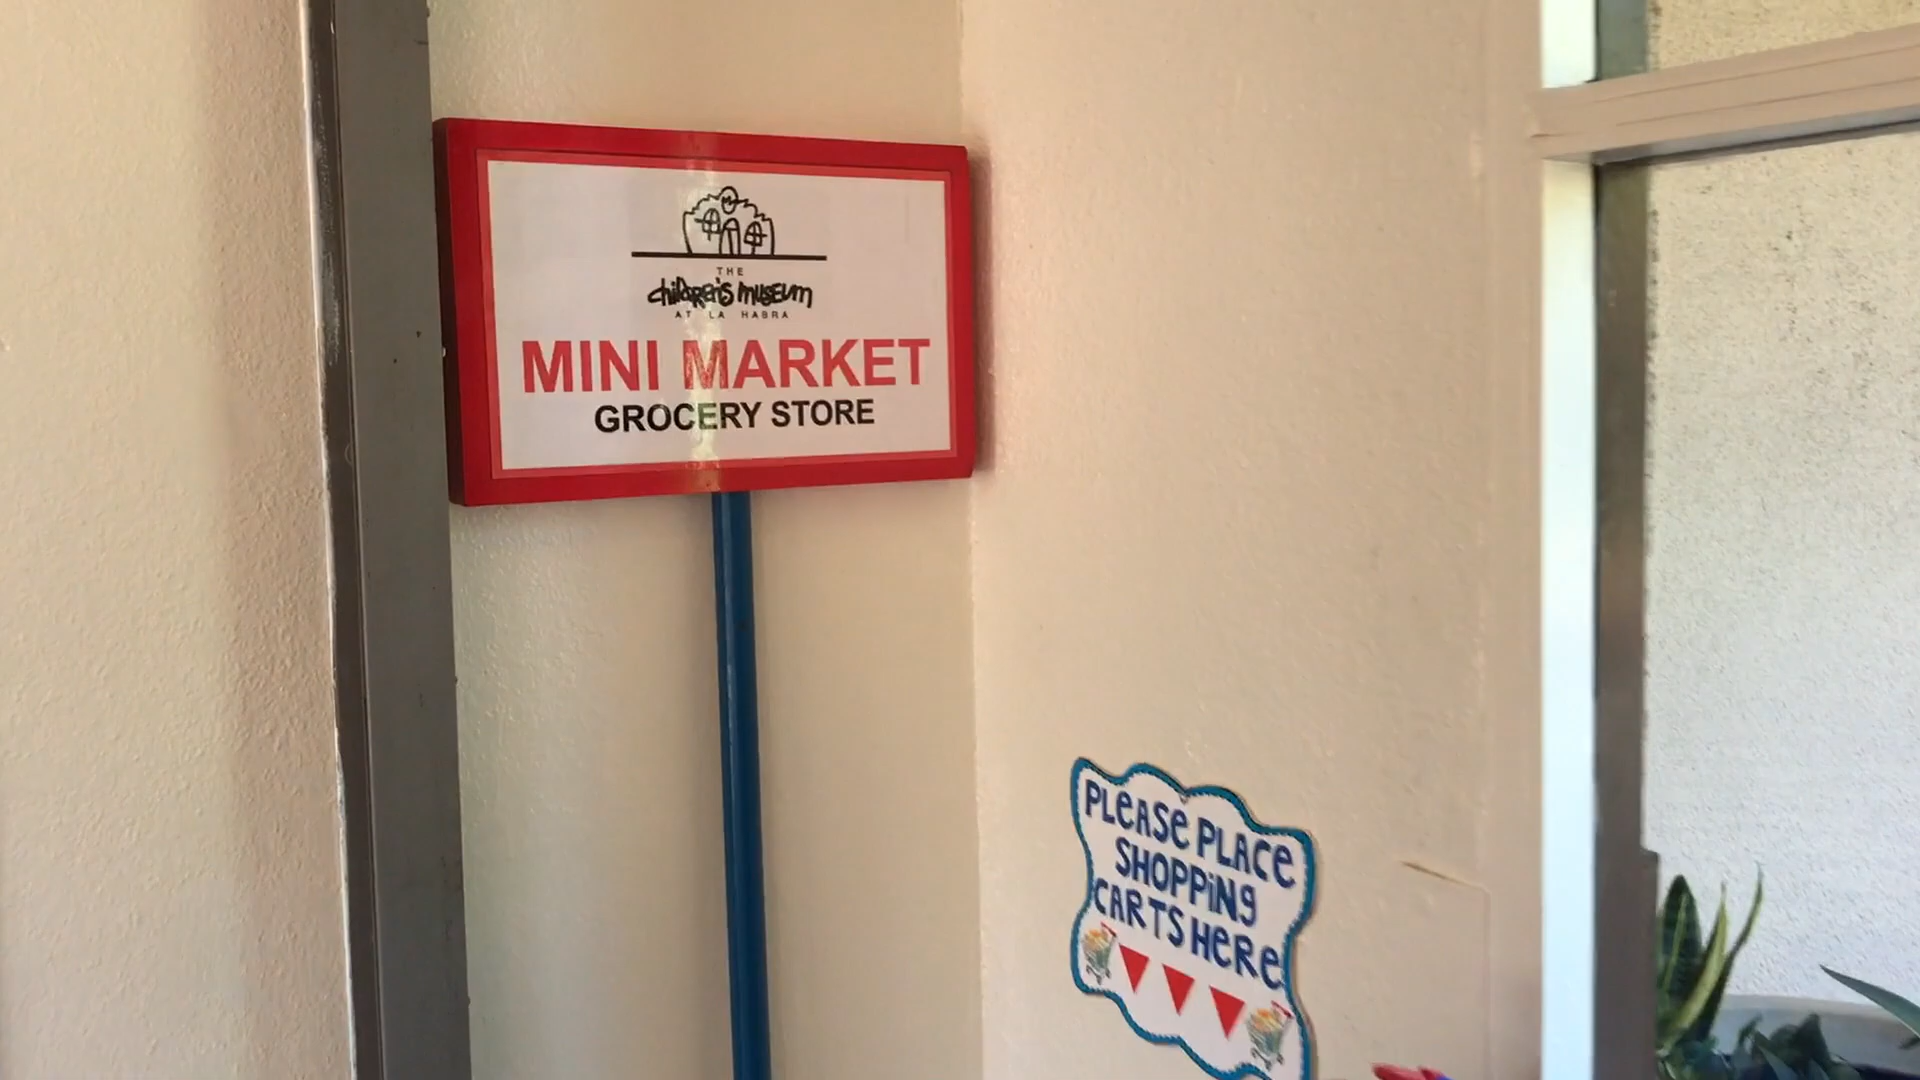 THE
children's museum
AT LA HABRA
MINI MARKET
GROCERY STORE
PLEASE PLACE
SHOPPING
CARTS HERE